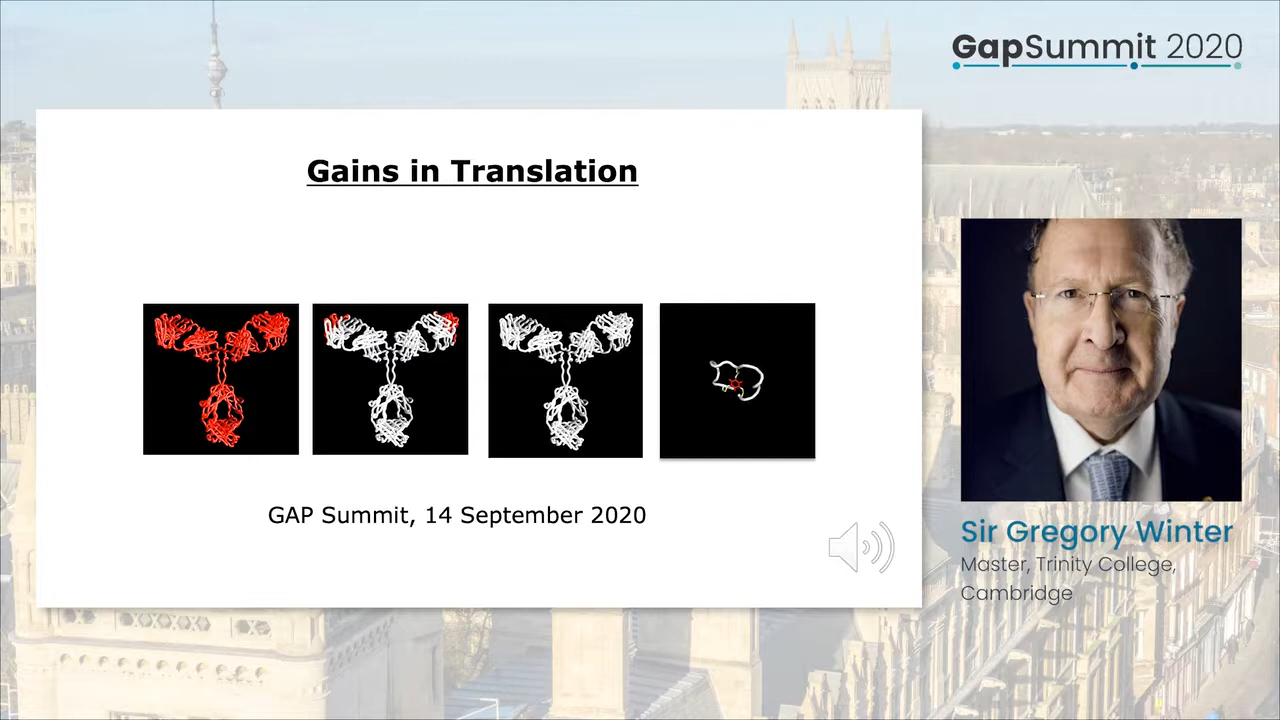 GapSummit 2020
Gains in Translation
GAP Summit, 14 September 2020
Sir Gregory Winter
Master, Trinity College,
Cambridge